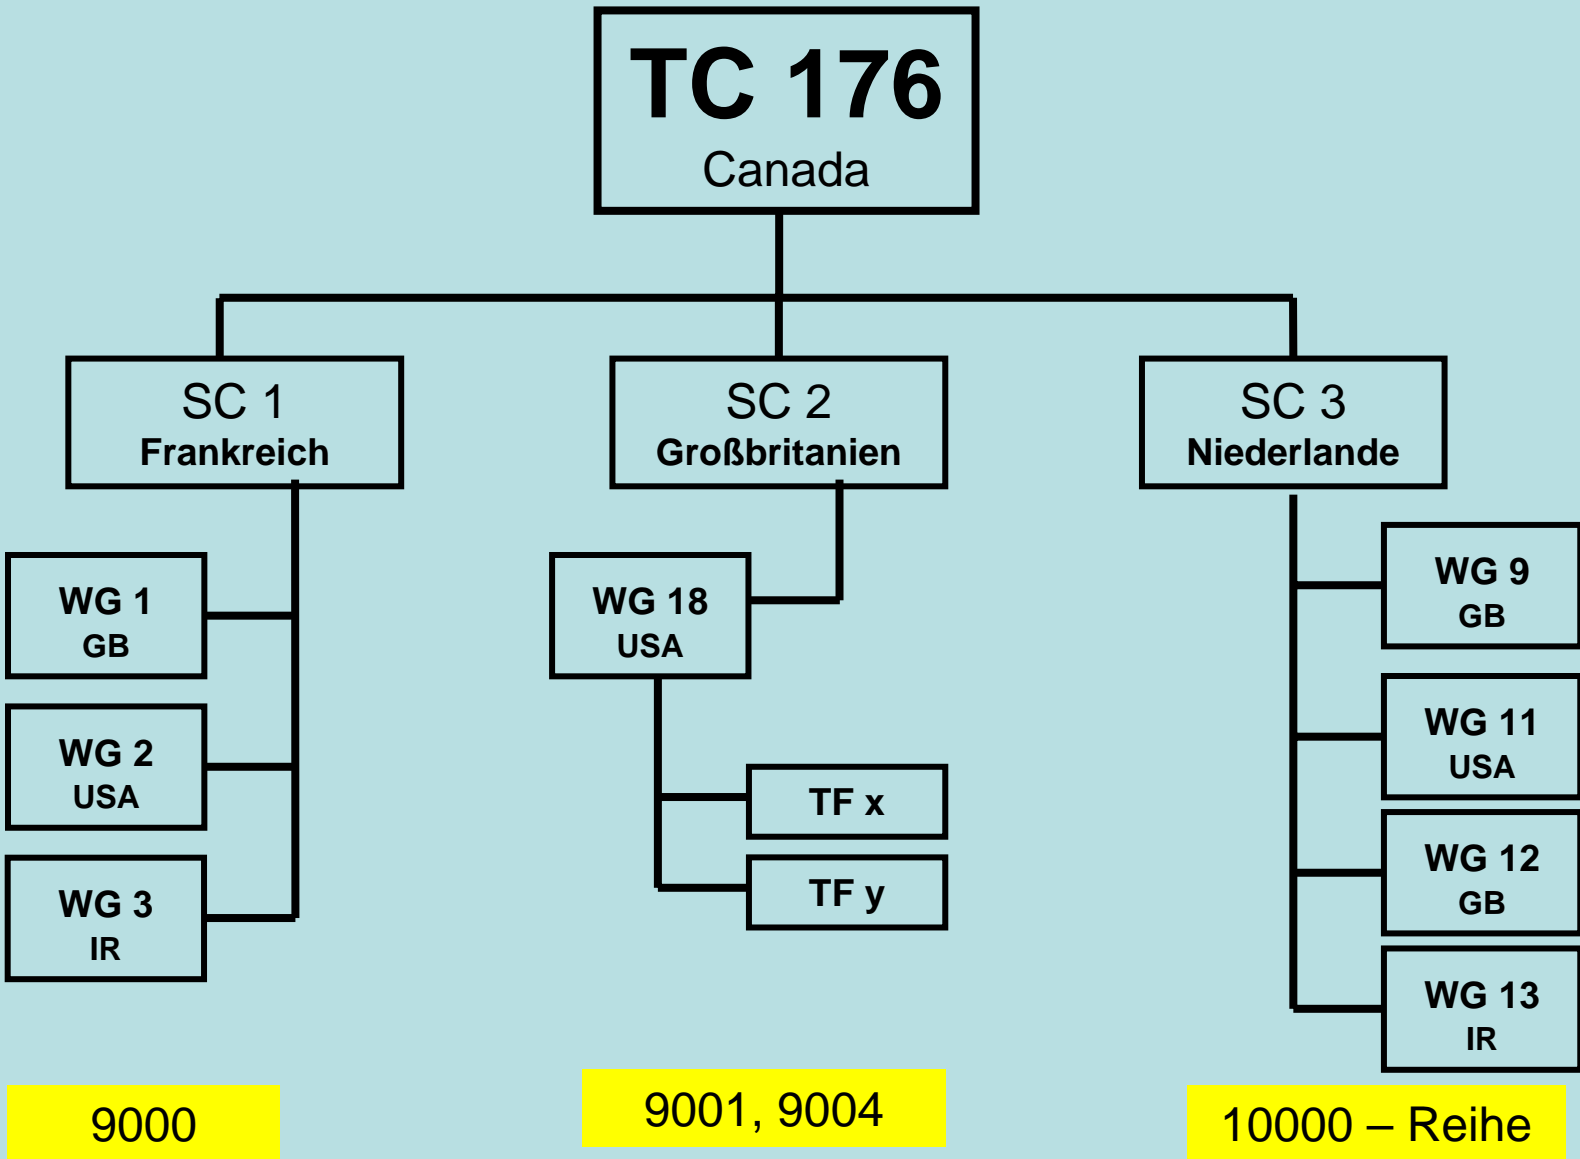 TC 176
Canada
SC 1
Frankreich
SC 2
Großbritanien
SC 3
Niederlande
WG 1
GB
WG 2
USA
WG 3
IR
WG 18
USA
TF x
TF y
WG 9
GB
WG 11
USA
WG 12
GB
WG 13
IR
9000
9001, 9004
10000 – Reihe